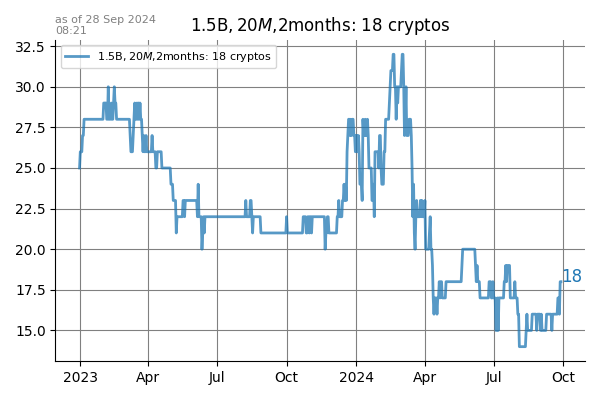 as of 28 Sep 2024
08:21
1.5B, 20M,2months: 18 cryptos
1.5B, 20M,2months: 18 cryptos
32.5
30.0
27.5
25.0
22.5
20.0
17.5
15.0
18
2023
Apr
Jul
Oct
2024
Apr
Jul
Oct